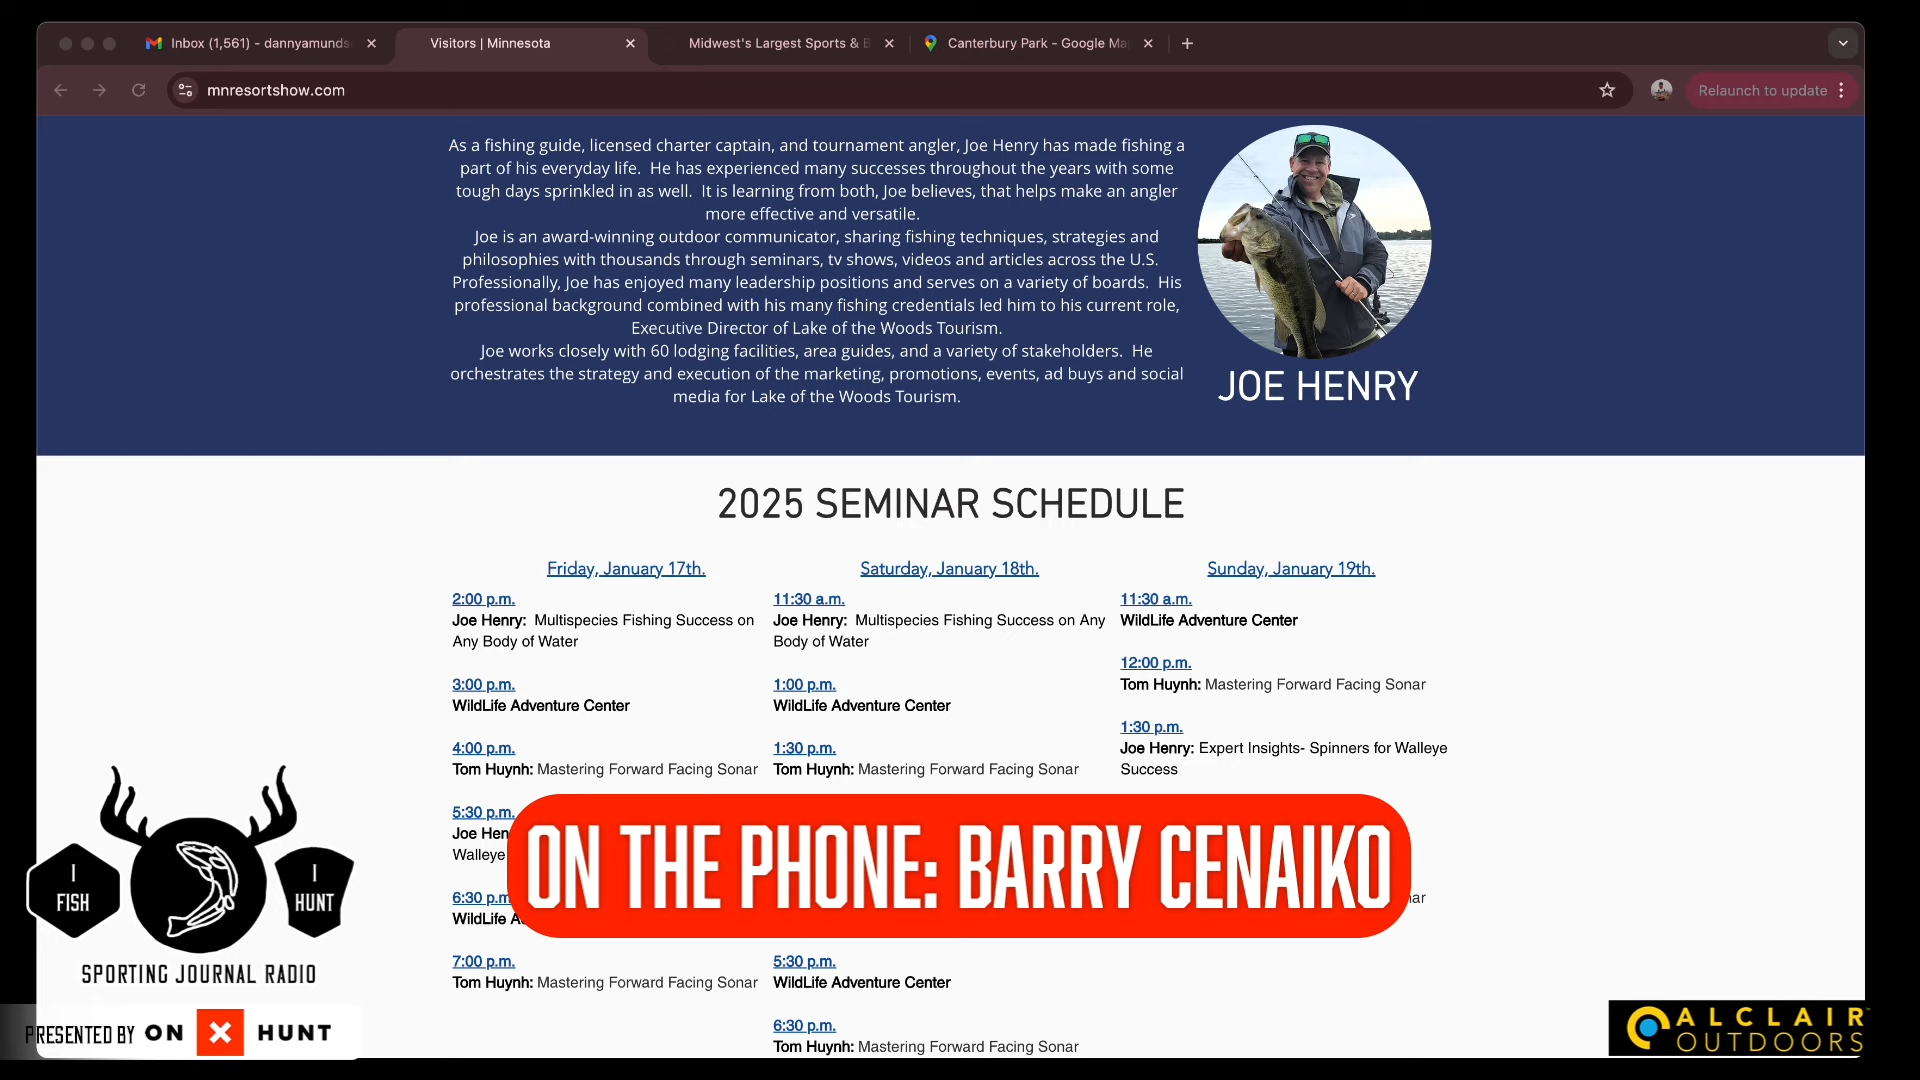 Inbox (1,561) - dannyamunds
Visitors | Minnesota
Midwest's Largest Sports & B
Canterbury Park - Google Ma
mnresortshow.com
Relaunch to update
As a fishing guide, licensed charter captain, and tournament angler, Joe Henry has made fishing a
part of his everyday life. He has experienced many successes throughout the years with some
tough days sprinkled in as well. It is learning from both, Joe believes, that helps make an angler
more effective and versatile.
Joe is an award-winning outdoor communicator, sharing fishing techniques, strategies and
philosophies with thousands through seminars, tv shows, videos and articles across the U.S.
Professionally, Joe has enjoyed many leadership positions and serves on a variety of boards. His
professional background combined with his many fishing credentials led him to his current role,
Executive Director of Lake of the Woods Tourism.
Joe works closely with 60 lodging facilities, area guides, and a variety of stakeholders. He
orchestrates the strategy and execution of the marketing, promotions, events, ad buys and social
media for Lake of the Woods Tourism.
JOE HENRY
2025 SEMINAR SCHEDULE
Friday, January 17th.
2:00 p.m.
Joe Henry: Multispecies Fishing Success on
Any Body of Water
3:00 p.m.
WildLife Adventure Center
4:00 p.m.
Tom Huynh: Mastering Forward Facing Sonar
5:30 p.m.
Joe Hen
Walleye
6:30 p.m
WildLife A
7:00 p.m.
Tom Huynh: Mastering Forward Facing Sonar
Saturday, January 18th.
11:30 a.m.
Joe Henry: Multispecies Fishing Success on Any
Body of Water
1:00 p.m.
WildLife Adventure Center
1:30 p.m.
Tom Huynh: Mastering Forward Facing Sonar
5:30 p.m.
WildLife Adventure Center
6:30 p.m.
Tom Huynh: Mastering Forward Facing Sonar
Sunday, January 19th.
11:30 a.m.
WildLife Adventure Center
12:00 p.m.
Tom Huynh: Mastering Forward Facing Sonar
1:30 p.m.
Joe Henry: Expert Insights- Spinners for Walleye
Success
ON THE PHONE: BARRY CENAIKO
I FISH
I HUNT
SPORTING JOURNAL RADIO
PRESENTED BY ON X HUNT
ALCLAIR
OUTDOORS